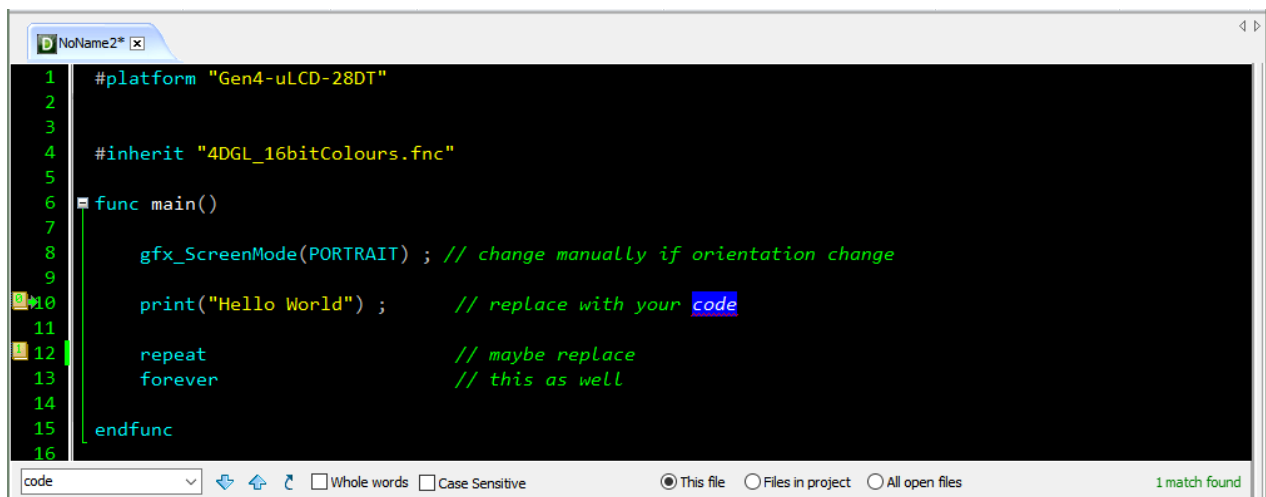 NoName2*
1 #platform "Gen4-uLCD-28DT"
2
3
4 #inherit "4DGL_16bitColours.fnc"
5
6 func main()
7
8 gfx_ScreenMode(PORTRAIT) ; // change manually if orientation change
9
0 10 print("Hello World") ; // replace with your code
11
1 12 repeat // maybe replace
13 forever // this as well
14
15 endfunc
16
code Whole words Case Sensitive This file Files in project All open files 1 match found